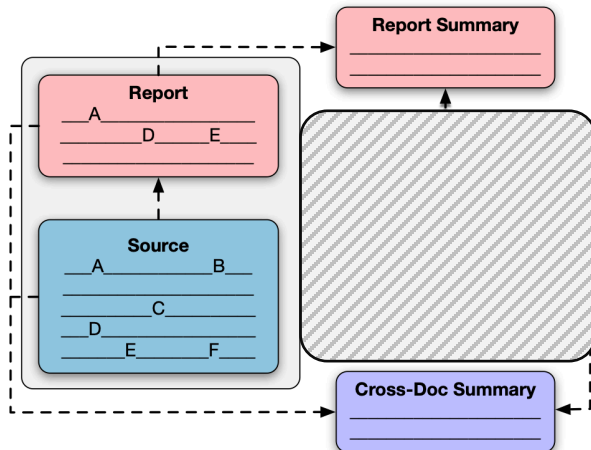 Report Summary
Report
A
D E
Source
A B
C
D
E F
Cross-Doc Summary